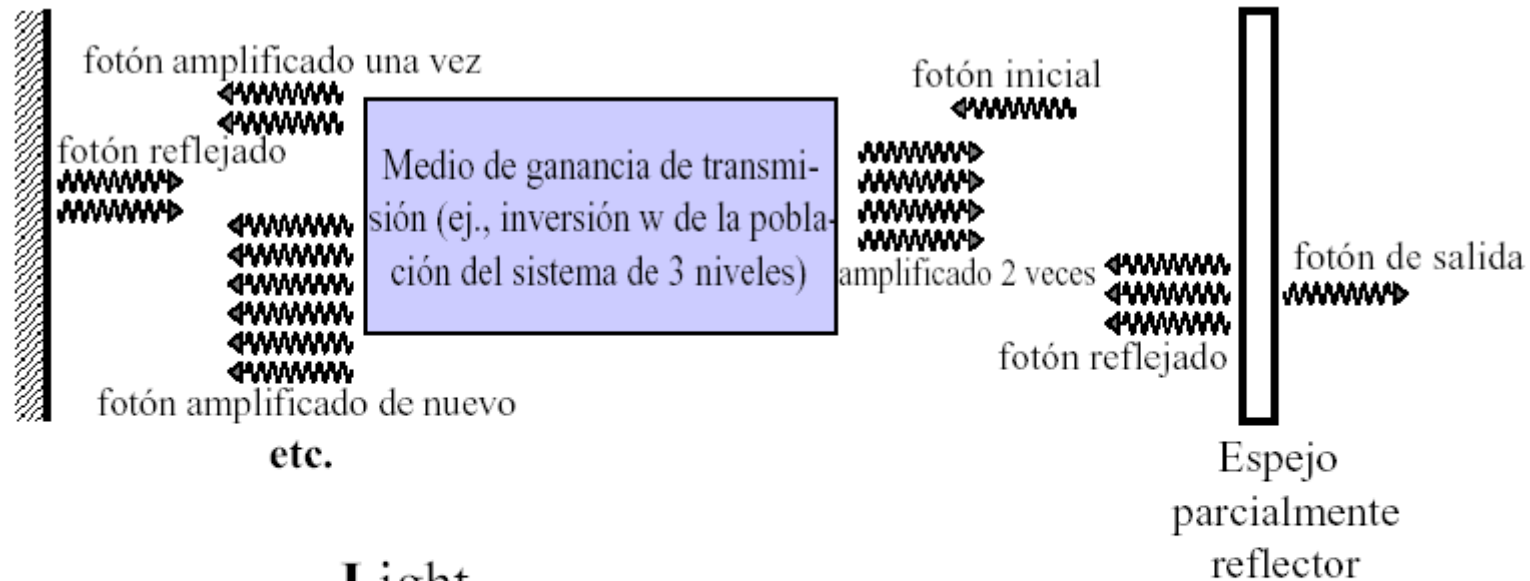 fotón amplificado una vez
fotón inicial
fotón reflejado
Medio de ganancia de transmi-
sión (ej., inversión w de la pobla-
ción del sistema de 3 niveles)
amplificado 2 veces
fotón de salida
fotón reflejado
fotón amplificado de nuevo
etc.
Espejo
parcialmente
reflector
Light